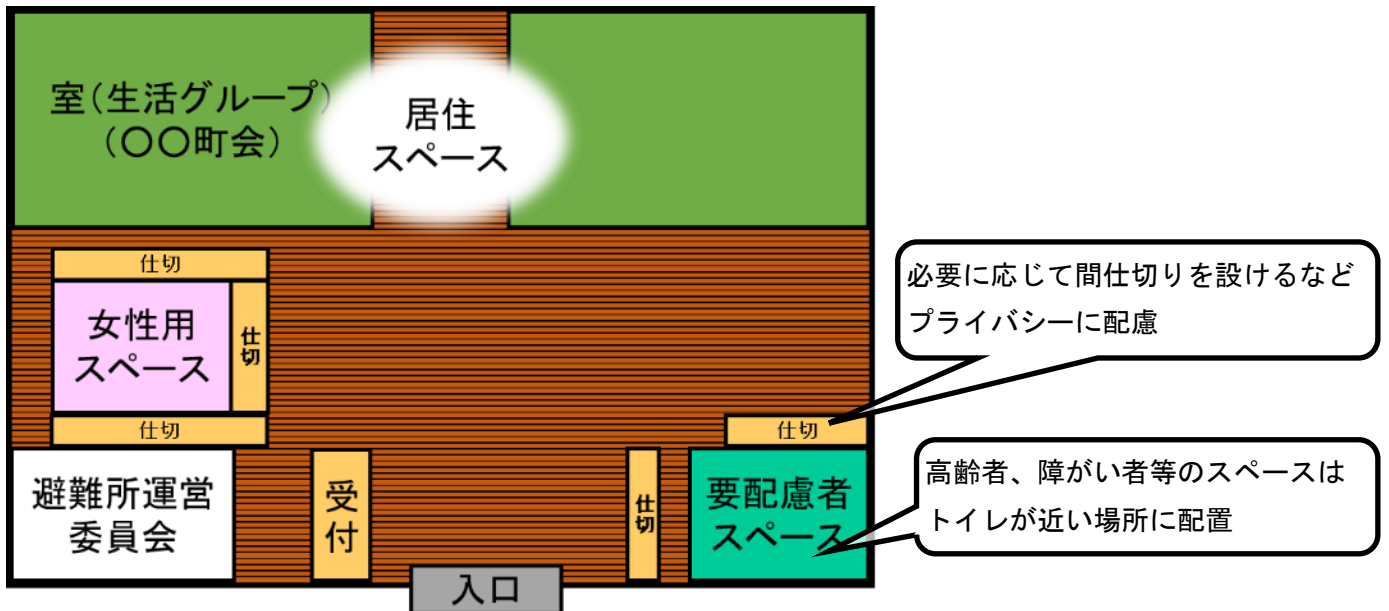 室(生活グループ)
(〇〇町会)
居住
スペース
仕切
女性用
スペース
仕切
仕切
必要に応じて間仕切りを設けるなど
プライバシーに配慮
仕切
避難所運営
委員会
受付
仕切
要配慮者
スペース
高齢者、障がい者等のスペースは
トイレが近い場所に配置
入口